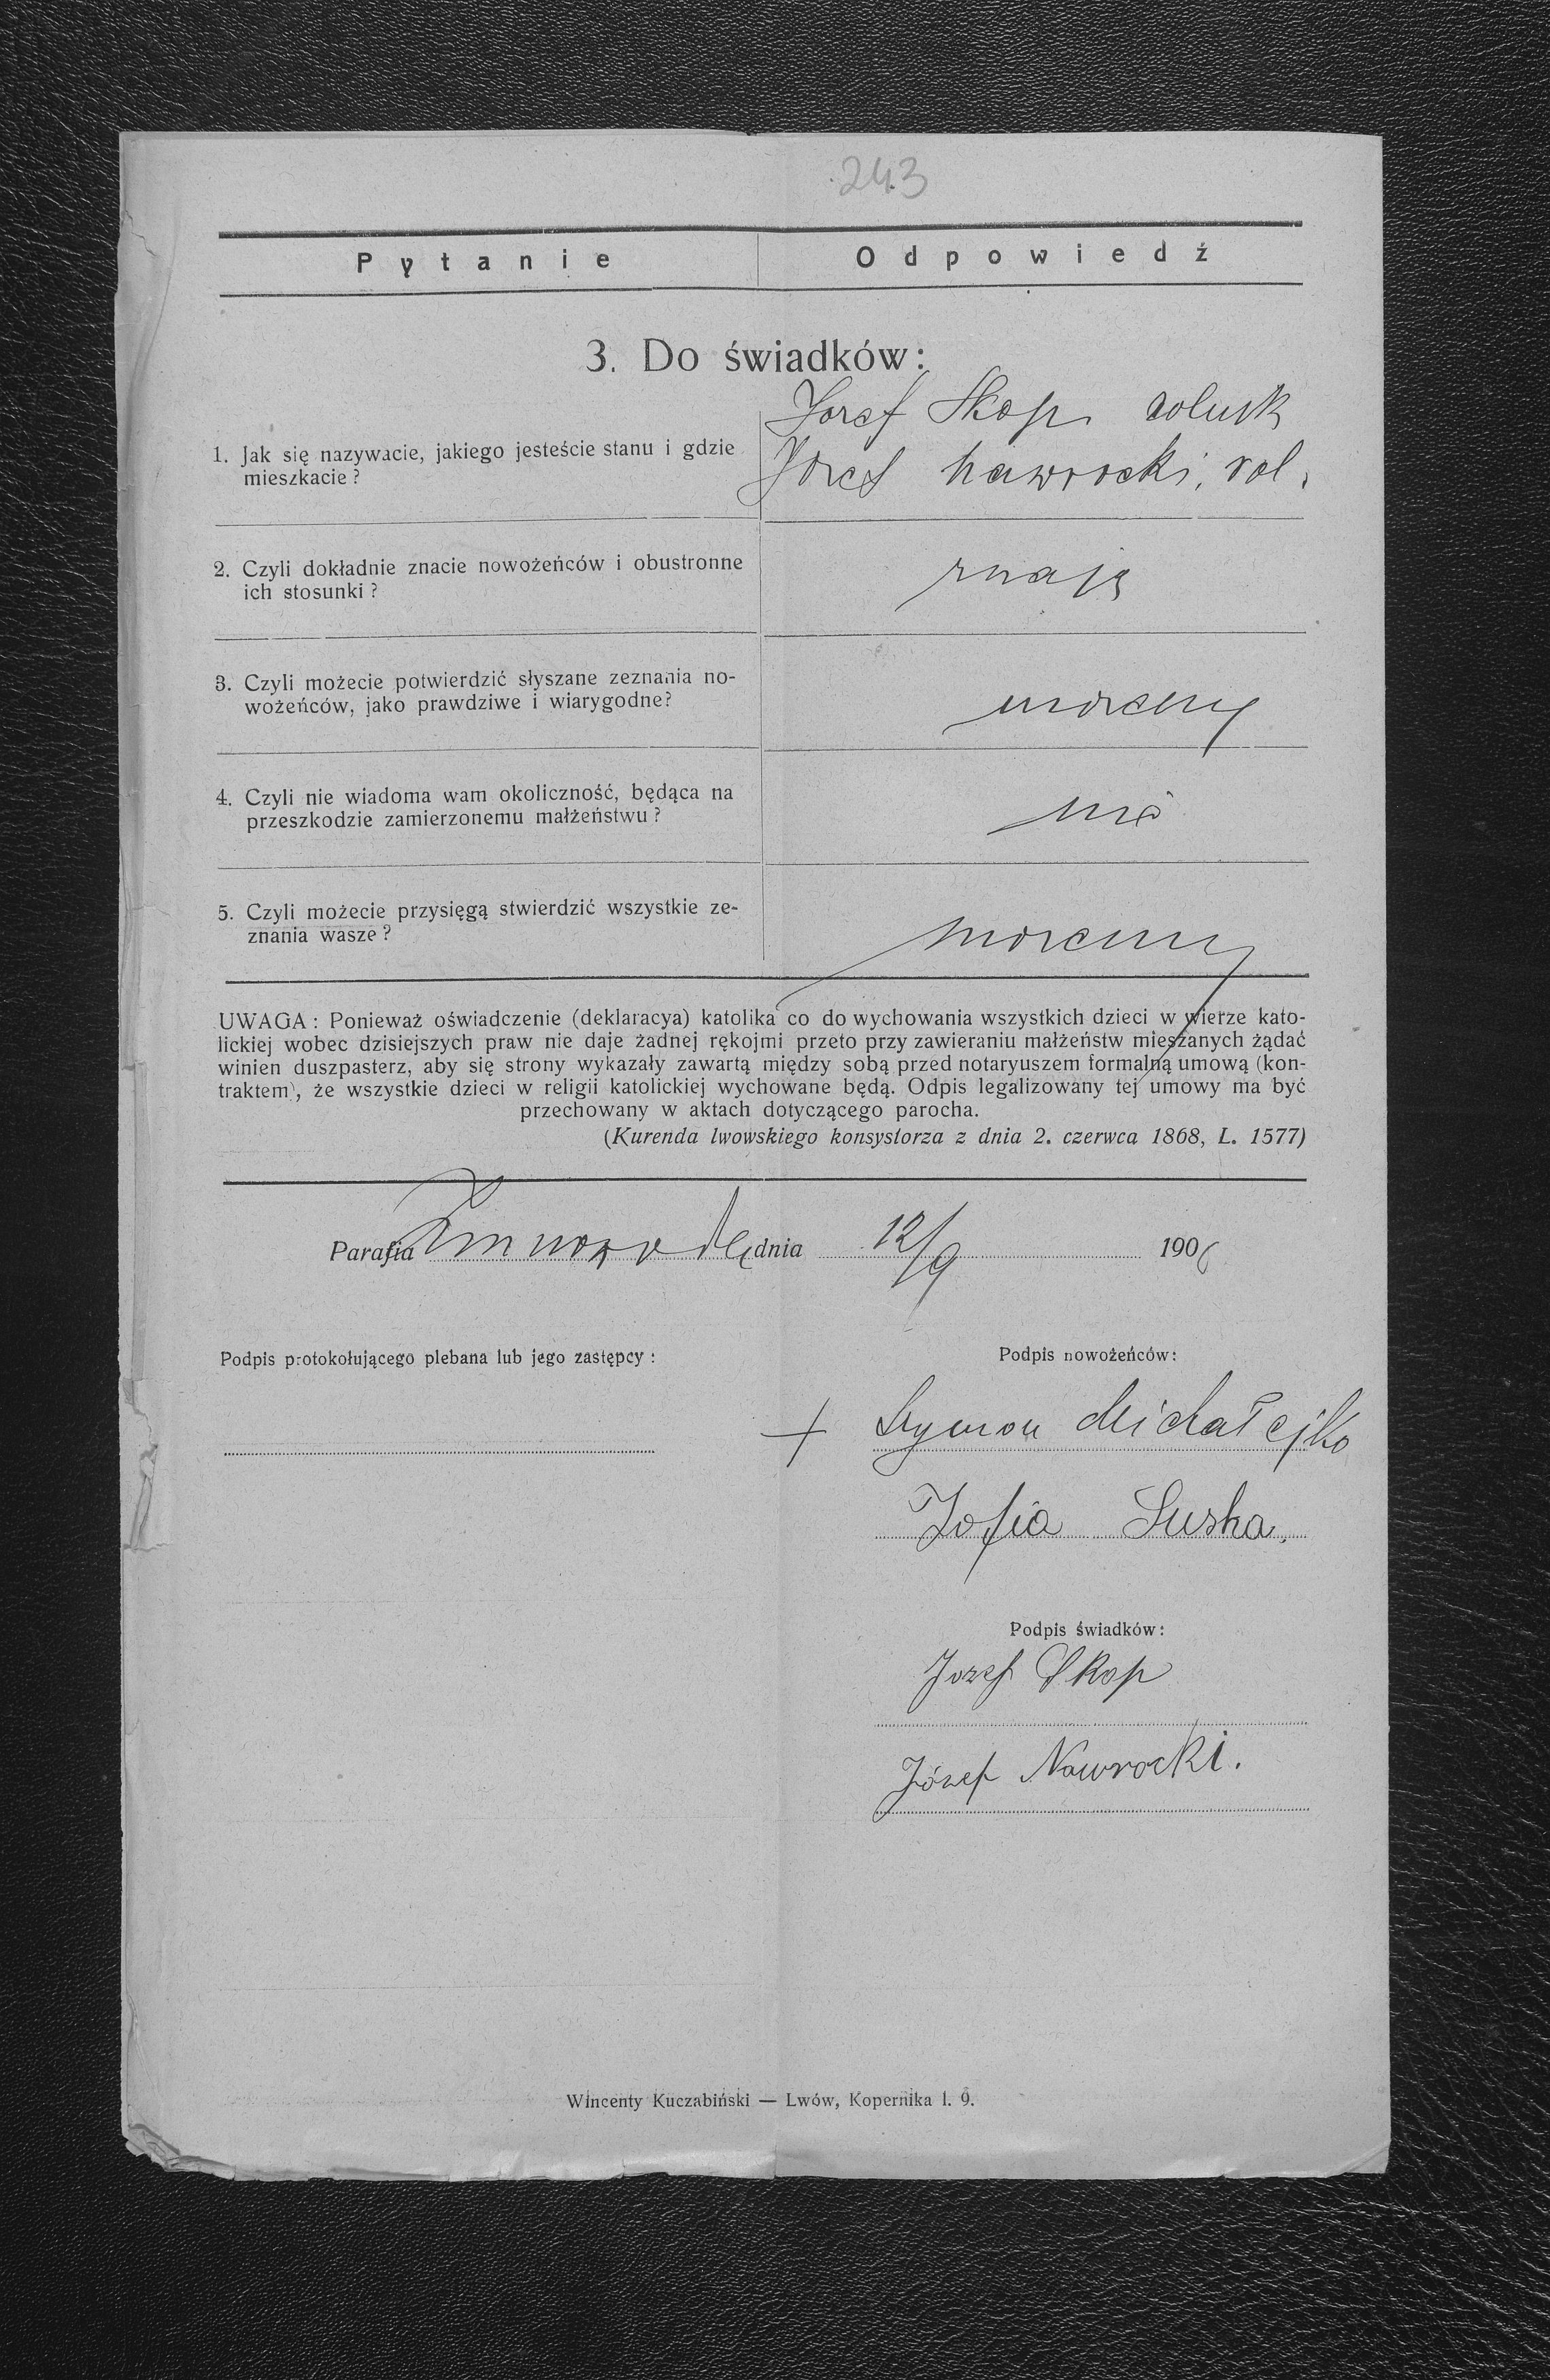 243
Pytanie Odpowiedź
3. Do świadków:
Józef Skop rolnik
1. Jak się nazywacie, jakiego jesteście stanu i gdzie
mieszkacie?
Józef Nawrocki, rol.
2. Czyli dokładnie znacie nowożeńców i obustronne
ich stosunki?
znają
3. Czyli możecie potwierdzić słyszane zeznania no-
wożeńców, jako prawdziwe i wiarygodne?
możemy
4. Czyli nie wiadoma wam okoliczność, będąca na
przeszkodzie zamierzonemu małżeństwu?
nie
5. Czyli możecie przysięgą stwierdzić wszystkie ze-
znania wasze?
możemy
UWAGA: Ponieważ oświadczenie (deklaracya) katolika co do wychowania wszystkich dzieci w wierze kato-
lickiej wobec dzisiejszych praw nie daje żadnej rękojmi przeto przy zawieraniu małżeństw mieszanych żądać
winien duszpasterz, aby się strony wykazały zawartą między sobą przed notaryuszem formalną umową (kon-
traktem), że wszystkie dzieci w religii katolickiej wychowane będą. Odpis legalizowany tej umowy ma być
przechowany w aktach dotyczącego parocha.
(Kurenda lwowskiego konsystorza z dnia 2. czerwca 1868, L. 1577)
Parafia dnia 12/9 190
Podpis protokołującego plebana lub jego zastępcy:
Podpis nowożeńców:
+ Szymon Michałejko
Zofia Suska.
Podpis świadków:
Jozef Skop
Józef Nawrocki.
Wincenty Kuczabiński — Lwów, Kopernika l. 9.